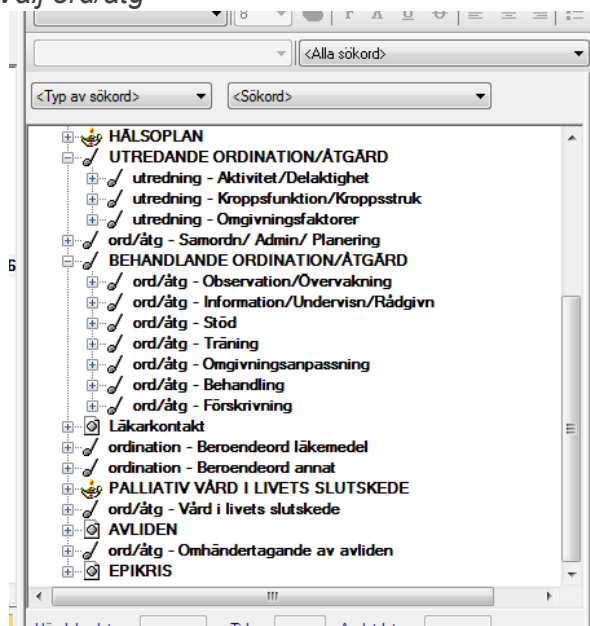 ord/åtg
8 F A U
<Alla sökord>
<Typ av sökord> <Sökord>
HÄLSOPLAN
UTREDANDE ORDINATION/ÅTGÄRD
utredning - Aktivitet/Delaktighet
utredning - Kroppsfunktion/Kroppsstruk
utredning - Omgivningsfaktorer
ord/åtg - Samordn/ Admin/ Planering
6
BEHANDLANDE ORDINATION/ÅTGÄRD
ord/åtg - Observation/Övervakning
ord/åtg - Information/Undervisn/Rådgivn
ord/åtg - Stöd
ord/åtg - Träning
ord/åtg - Omgivningsanpassning
ord/åtg - Behandling
ord/åtg - Förskrivning
Läkarkontakt
ordination - Beroendeord läkemedel
ordination - Beroendeord annat
PALLIATIV VÅRD I LIVETS SLUTSKEDE
ord/åtg - Vård i livets slutskede
AVLIDEN
ord/åtg - Omhändertagande av avliden
EPIKRIS